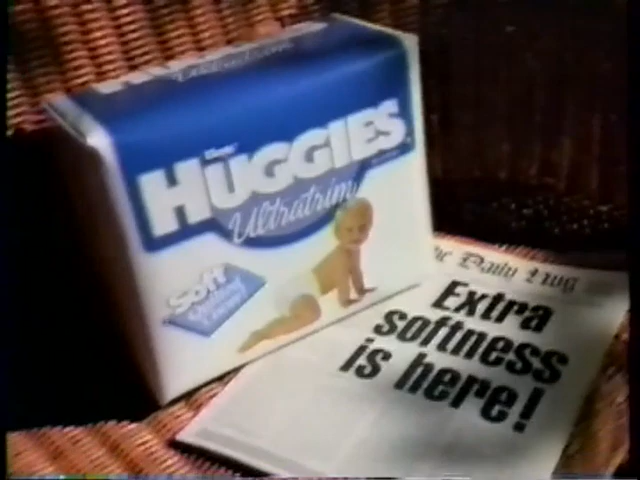 HUGGIES
Ultratrim
Soft
The Daily Hug
Extra
softness
is here!